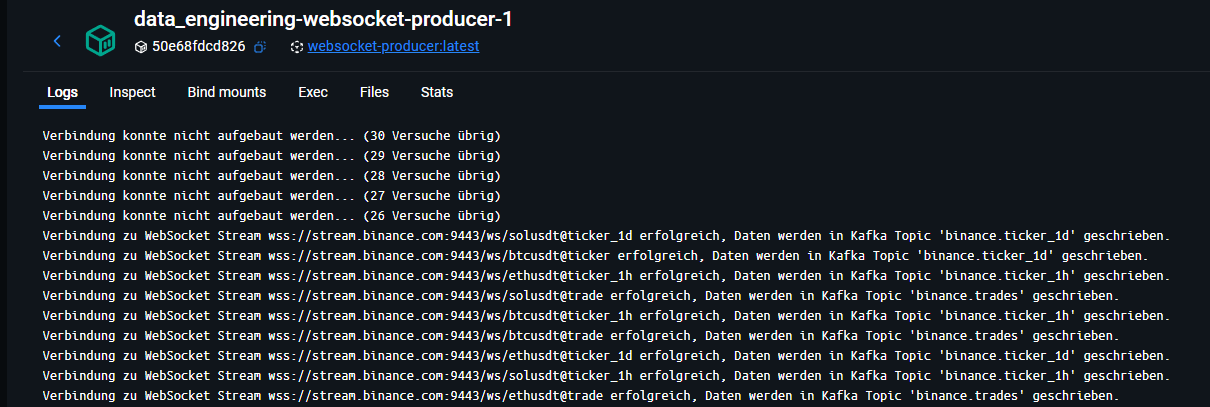 data_engineering-websocket-producer-1
50e68fdcd826
websocket-producer:latest
Logs Inspect Bind mounts Exec Files Stats
Verbindung konnte nicht aufgebaut werden... (30 Versuche übrig)
Verbindung konnte nicht aufgebaut werden... (29 Versuche übrig)
Verbindung konnte nicht aufgebaut werden... (28 Versuche übrig)
Verbindung konnte nicht aufgebaut werden... (27 Versuche übrig)
Verbindung konnte nicht aufgebaut werden... (26 Versuche übrig)
Verbindung zu WebSocket Stream wss://stream.binance.com:9443/ws/solusdt@ticker_1d erfolgreich, Daten werden in Kafka Topic 'binance.ticker_1d' geschrieben.
Verbindung zu WebSocket Stream wss://stream.binance.com:9443/ws/btcusdt@ticker erfolgreich, Daten werden in Kafka Topic 'binance.ticker_1d' geschrieben.
Verbindung zu WebSocket Stream wss://stream.binance.com:9443/ws/ethusdt@ticker_1h erfolgreich, Daten werden in Kafka Topic 'binance.ticker_1h' geschrieben.
Verbindung zu WebSocket Stream wss://stream.binance.com:9443/ws/solusdt@trade erfolgreich, Daten werden in Kafka Topic 'binance.trades' geschrieben.
Verbindung zu WebSocket Stream wss://stream.binance.com:9443/ws/btcusdt@ticker_1h erfolgreich, Daten werden in Kafka Topic 'binance.ticker_1h' geschrieben.
Verbindung zu WebSocket Stream wss://stream.binance.com:9443/ws/btcusdt@trade erfolgreich, Daten werden in Kafka Topic 'binance.trades' geschrieben.
Verbindung zu WebSocket Stream wss://stream.binance.com:9443/ws/ethusdt@ticker_1d erfolgreich, Daten werden in Kafka Topic 'binance.ticker_1d' geschrieben.
Verbindung zu WebSocket Stream wss://stream.binance.com:9443/ws/solusdt@ticker_1h erfolgreich, Daten werden in Kafka Topic 'binance.ticker_1h' geschrieben.
Verbindung zu WebSocket Stream wss://stream.binance.com:9443/ws/ethusdt@trade erfolgreich, Daten werden in Kafka Topic 'binance.trades' geschrieben.